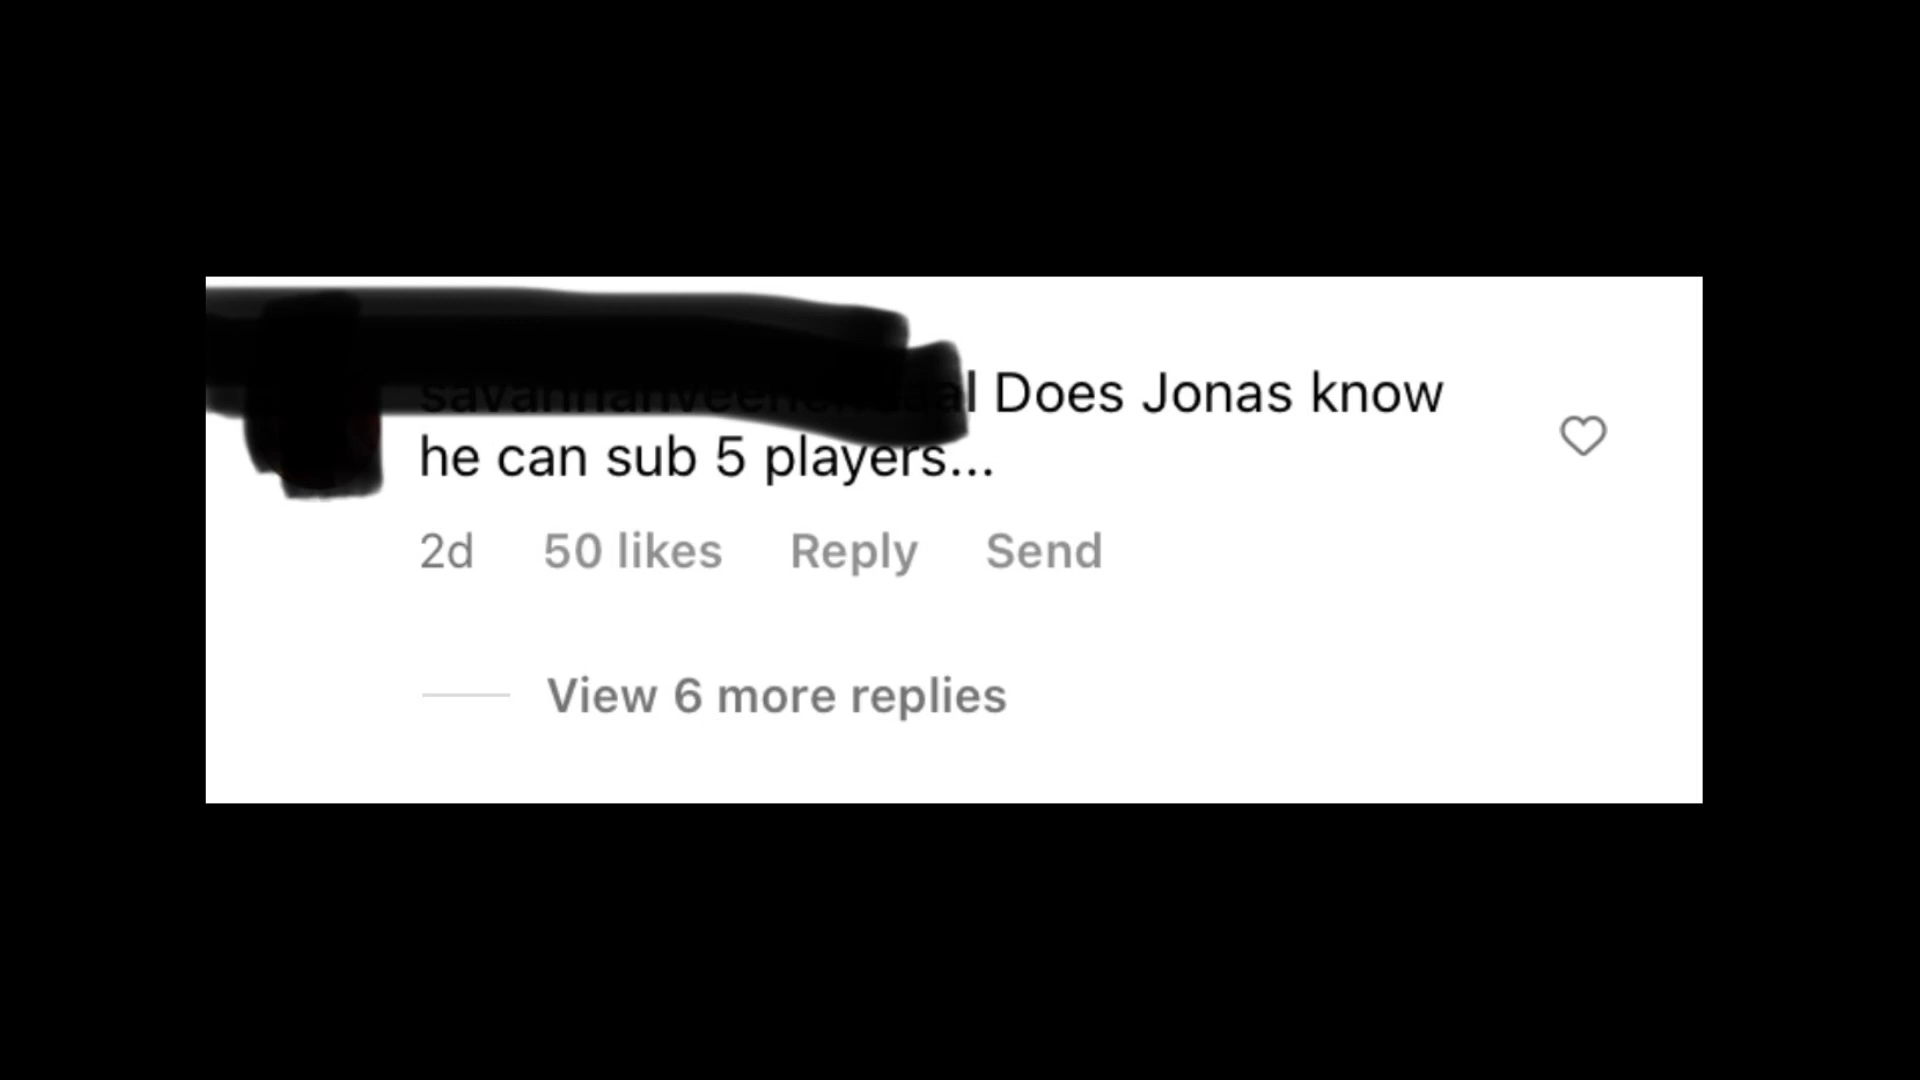 Does Jonas know
he can sub 5 players...
2d 50 likes Reply Send
View 6 more replies